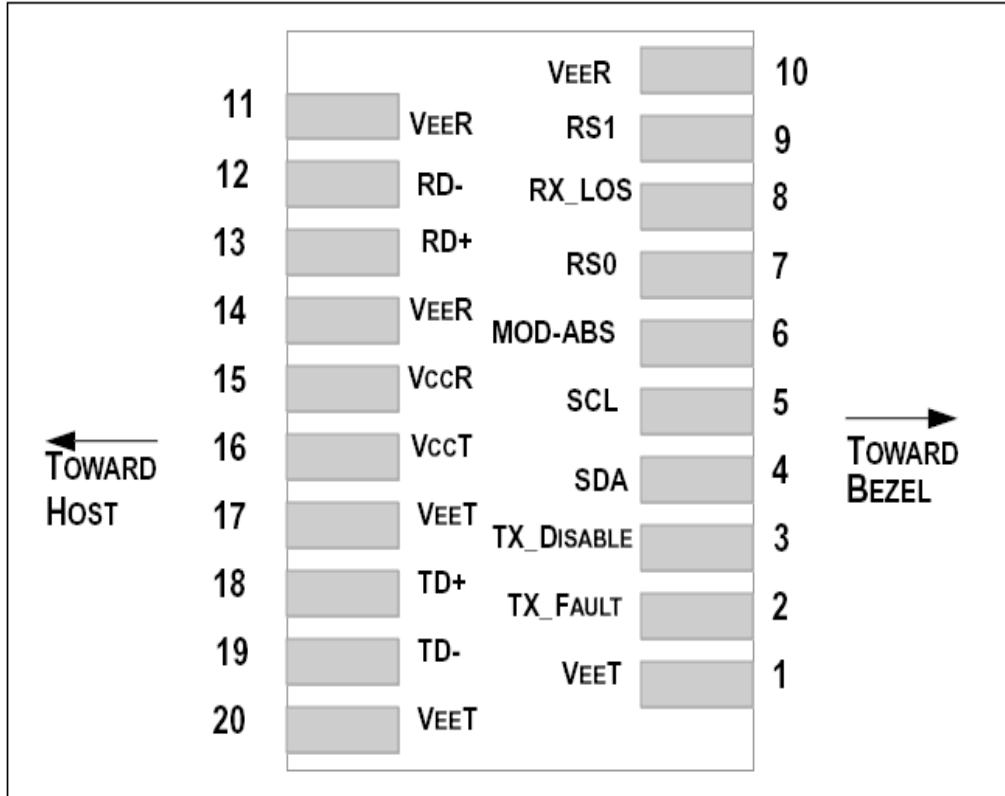 VEER 10
11 VEER
RS1 9
12 RD-
RX_LOS 8
13 RD+
RS0 7
14 VEER
MOD-ABS 6
15 VCCR
SCL 5
16 VCCT
SDA 4
TOWARD
HOST
TOWARD
BEZEL
17 VEET
TX_DISABLE 3
18 TD+
TX_FAULT 2
19 TD-
VEET 1
20 VEET